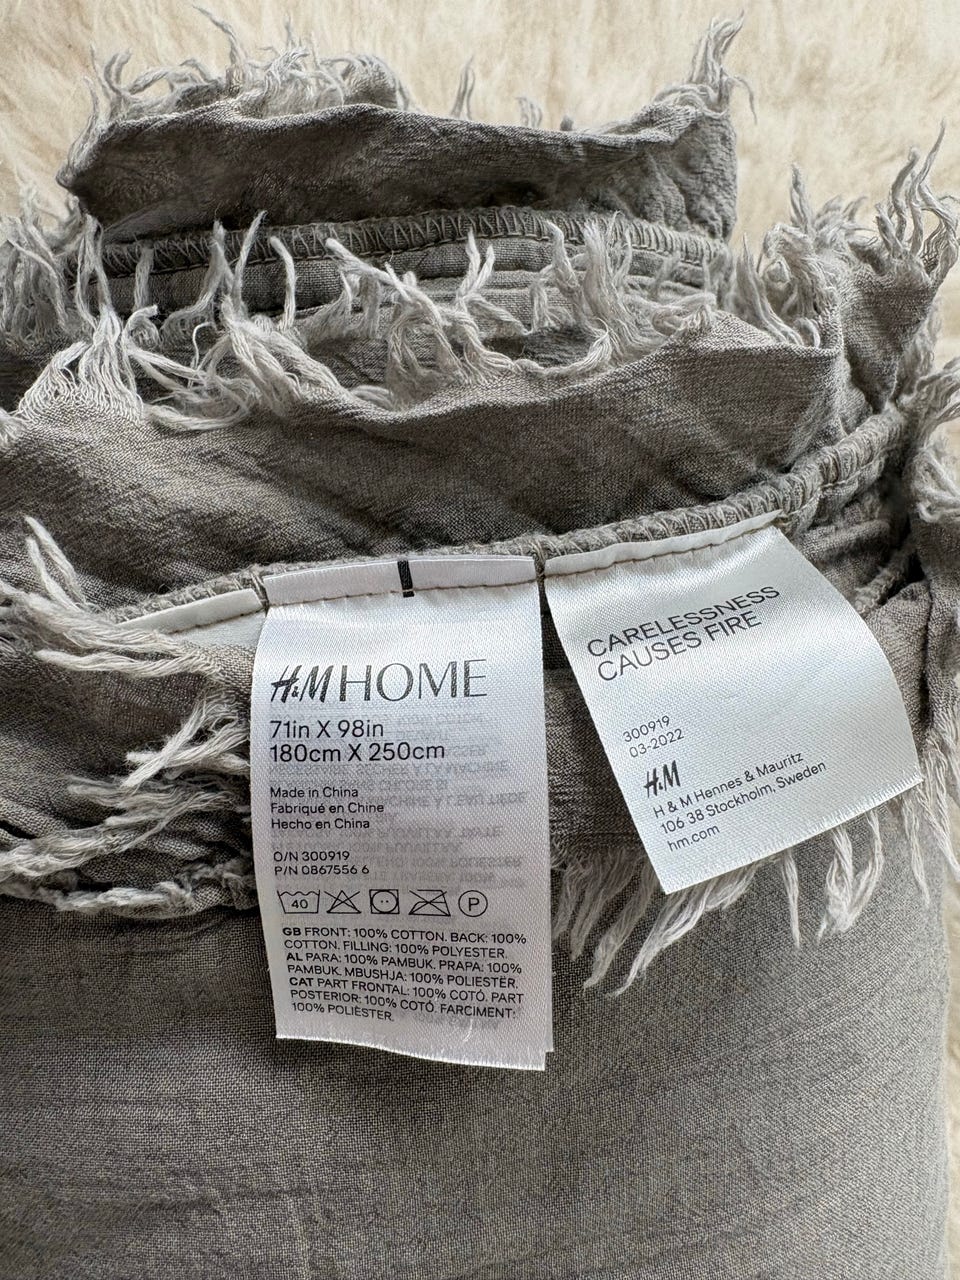 H&M HOME
71in X 98in
180cm X 250cm
Made in China
Fabriqué en Chine
Hecho en China
O/N 300919
P/N 0867556 6
40
P
GB FRONT: 100% COTTON. BACK: 100%
COTTON. FILLING: 100% POLYESTER.
AL PARA: 100% PAMBUK. PRAPA: 100%
PAMBUK. MBUSHJA: 100% POLIESTËR.
CAT PART FRONTAL: 100% COTÓ. PART
POSTERIOR: 100% COTÓ. FARCIMENT:
100% POLIÈSTER.
CARELESSNESS
CAUSES FIRE
300919
03-2022
H&M
H & M Hennes & Mauritz
106 38 Stockholm, Sweden
hm.com